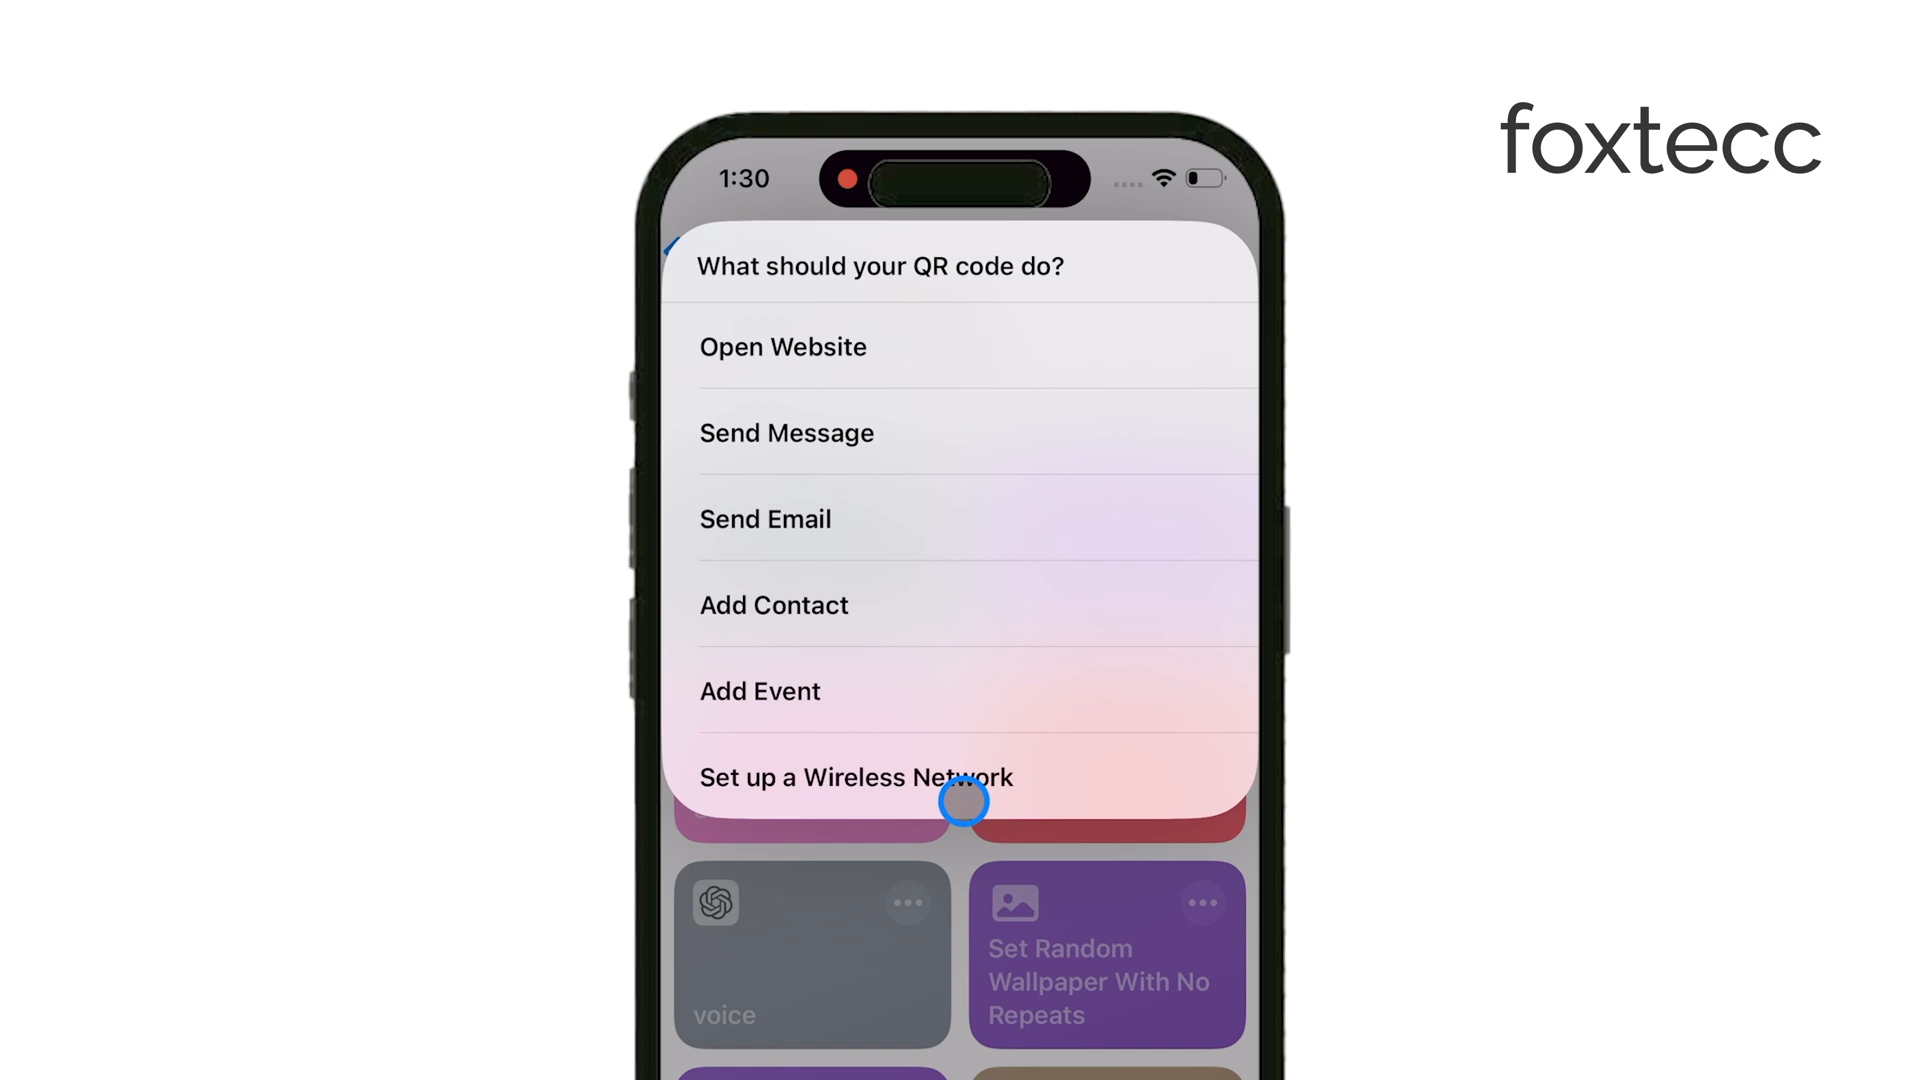 foxtecc
1:30
What should your QR code do?
Open Website
Send Message
Send Email
Add Contact
Add Event
Set up a Wireless Network
voice
Set Random
Wallpaper With No
Repeats